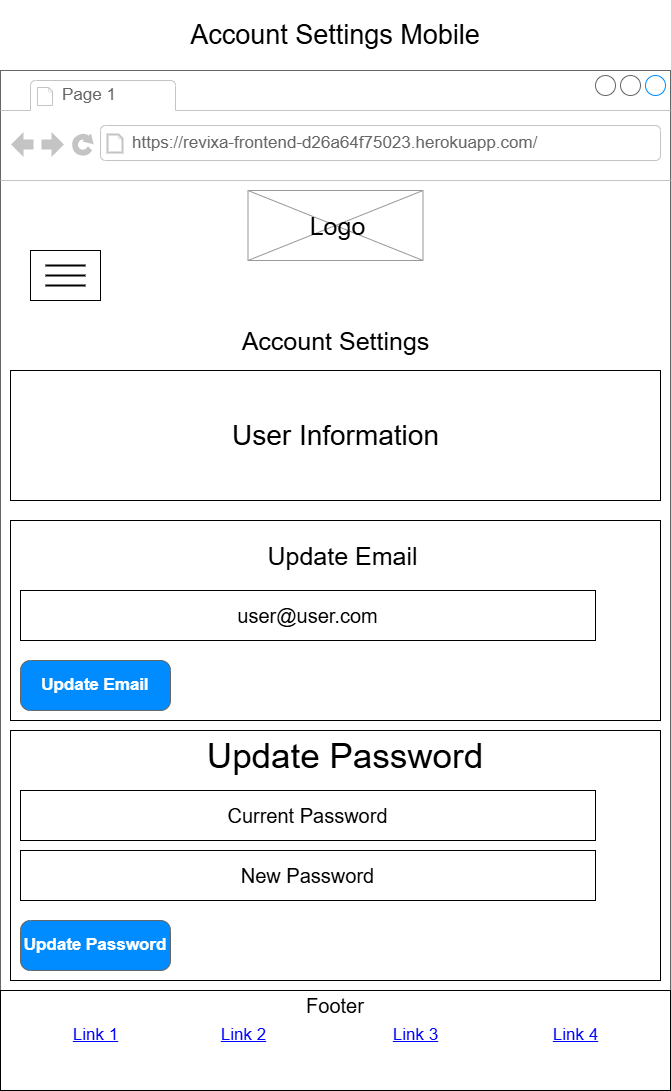 Account Settings Mobile
Page 1
https://revixa-frontend-d26a64f75023.herokuapp.com/
Logo
Account Settings
User Information
Update Email
user@user.com
Update Email
Update Password
Current Password
New Password
Update Password
Footer
Link 1 Link 2 Link 3 Link 4